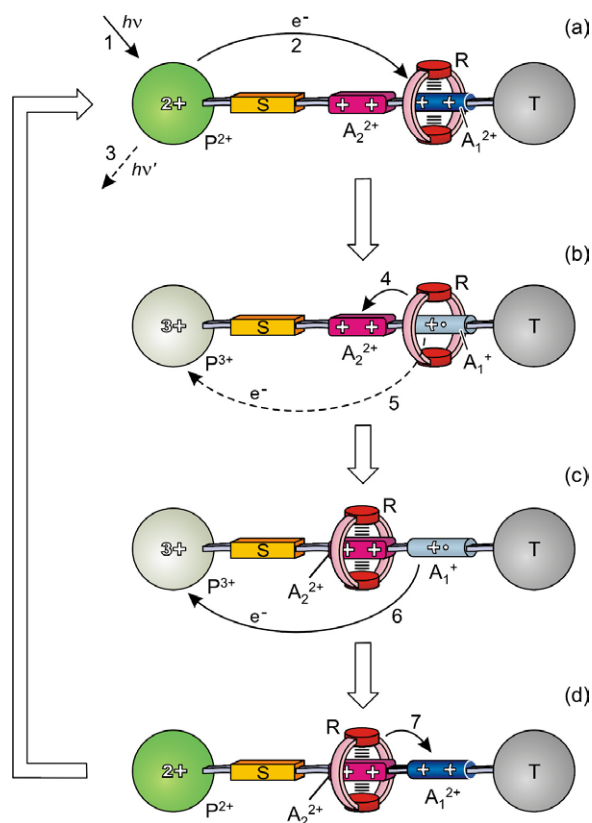 (a)
hν
1
e⁻
2
R
2+
S
+ +
+ +
T
3
hν'
P²⁺
A₂²⁺
A₁²⁺
(b)
4
R
3+
S
+ +
+·
T
P³⁺
A₂²⁺
A₁⁺
e⁻
5
(c)
R
3+
S
+ +
+·
T
P³⁺
A₂²⁺
A₁⁺
e⁻
6
(d)
R
7
2+
S
+ +
+ +
T
P²⁺
A₂²⁺
A₁²⁺